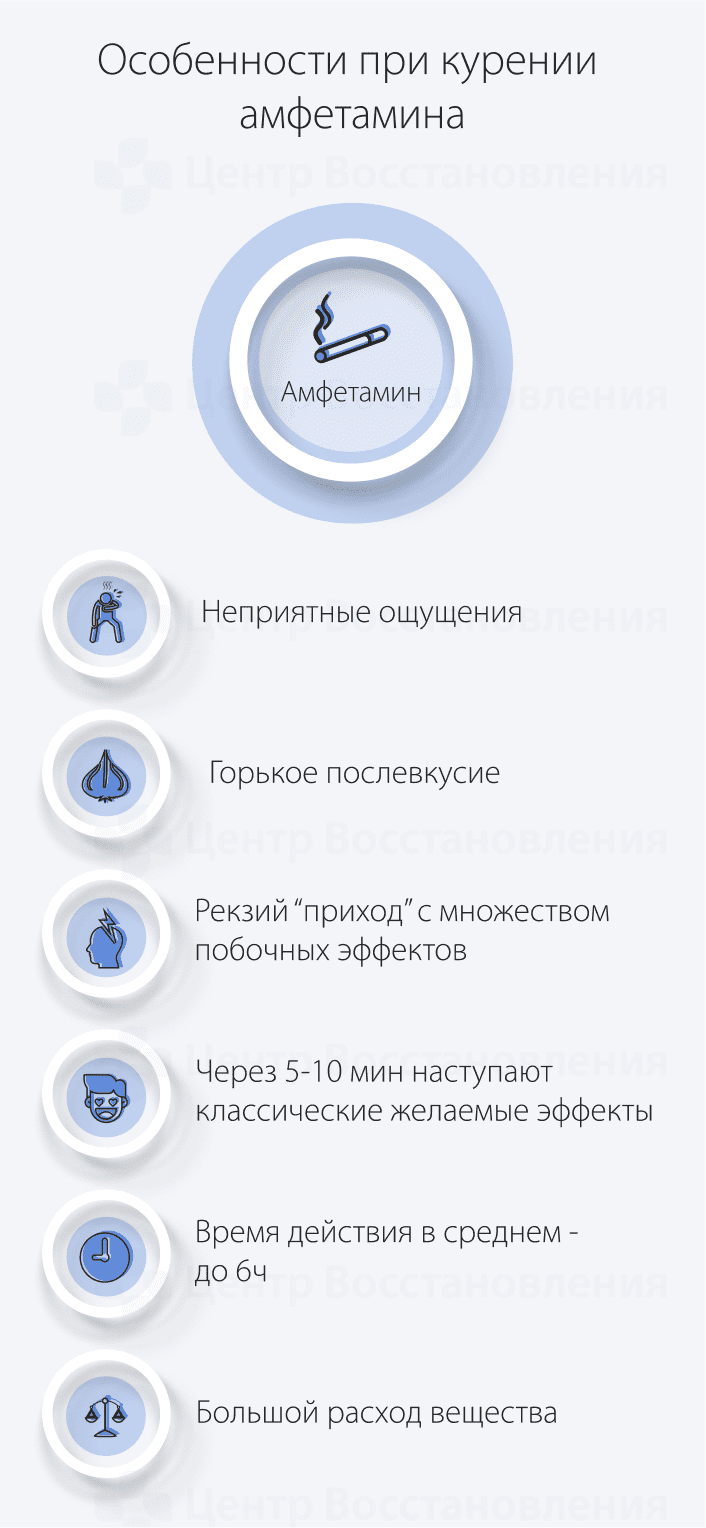 Особенности при курении
амфетамина
Центр Восстановления
Амфетамин
Центр Восстановления
Неприятные ощущения
Центр Восстановления
Горькое послевкусие
Центр Восстановления
Рекзий “приход” с множеством
побочных эффектов
Центр Восстановления
Через 5-10 мин наступают
классические желаемые эффекты
Время действия в среднем -
до 6ч
Центр Восстановления
Большой расход вещества
Центр Восстановления